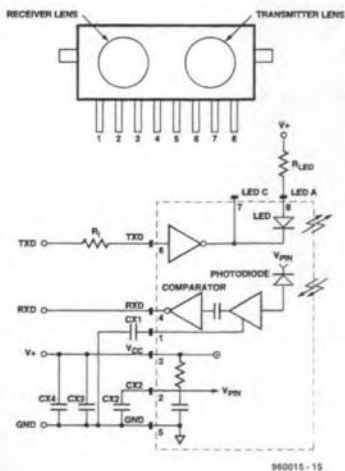 RECEIVER LENS
TRANSMITTER LENS
1 2 3 4 5 6 7 8
V+
RLED
LED C
LED A
7
8
LED
TXD
Ri
TXD
6
VPIN
PHOTODIODE
COMPARATOR
RXD
RXD
4
CX1
1
V+
VCC
3
CX4
CX3
CX2
CX2
2
VPIN
GND
GND
5
960015 - 15